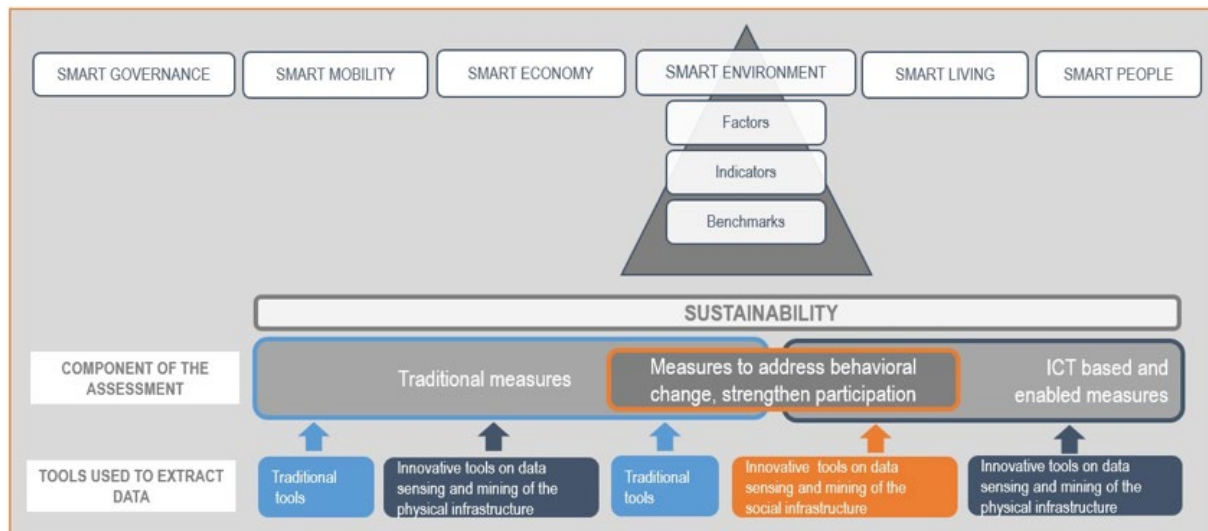 SMART GOVERNANCE
SMART MOBILITY
SMART ECONOMY
SMART ENVIRONMENT
SMART LIVING
SMART PEOPLE
Factors
Indicators
Benchmarks
SUSTAINABILITY
COMPONENT OF THE
ASSESSMENT
Traditional measures
Measures to address behavioral
change, strengthen participation
ICT based and
enabled measures
TOOLS USED TO EXTRACT
DATA
Traditional
tools
Innovative tools on data
sensing and mining of the
physical infrastructure
Traditional
tools
Innovative tools on data
sensing and mining of the
social infrastructure
Innovative tools on data
sensing and mining of the
physical infrastructure